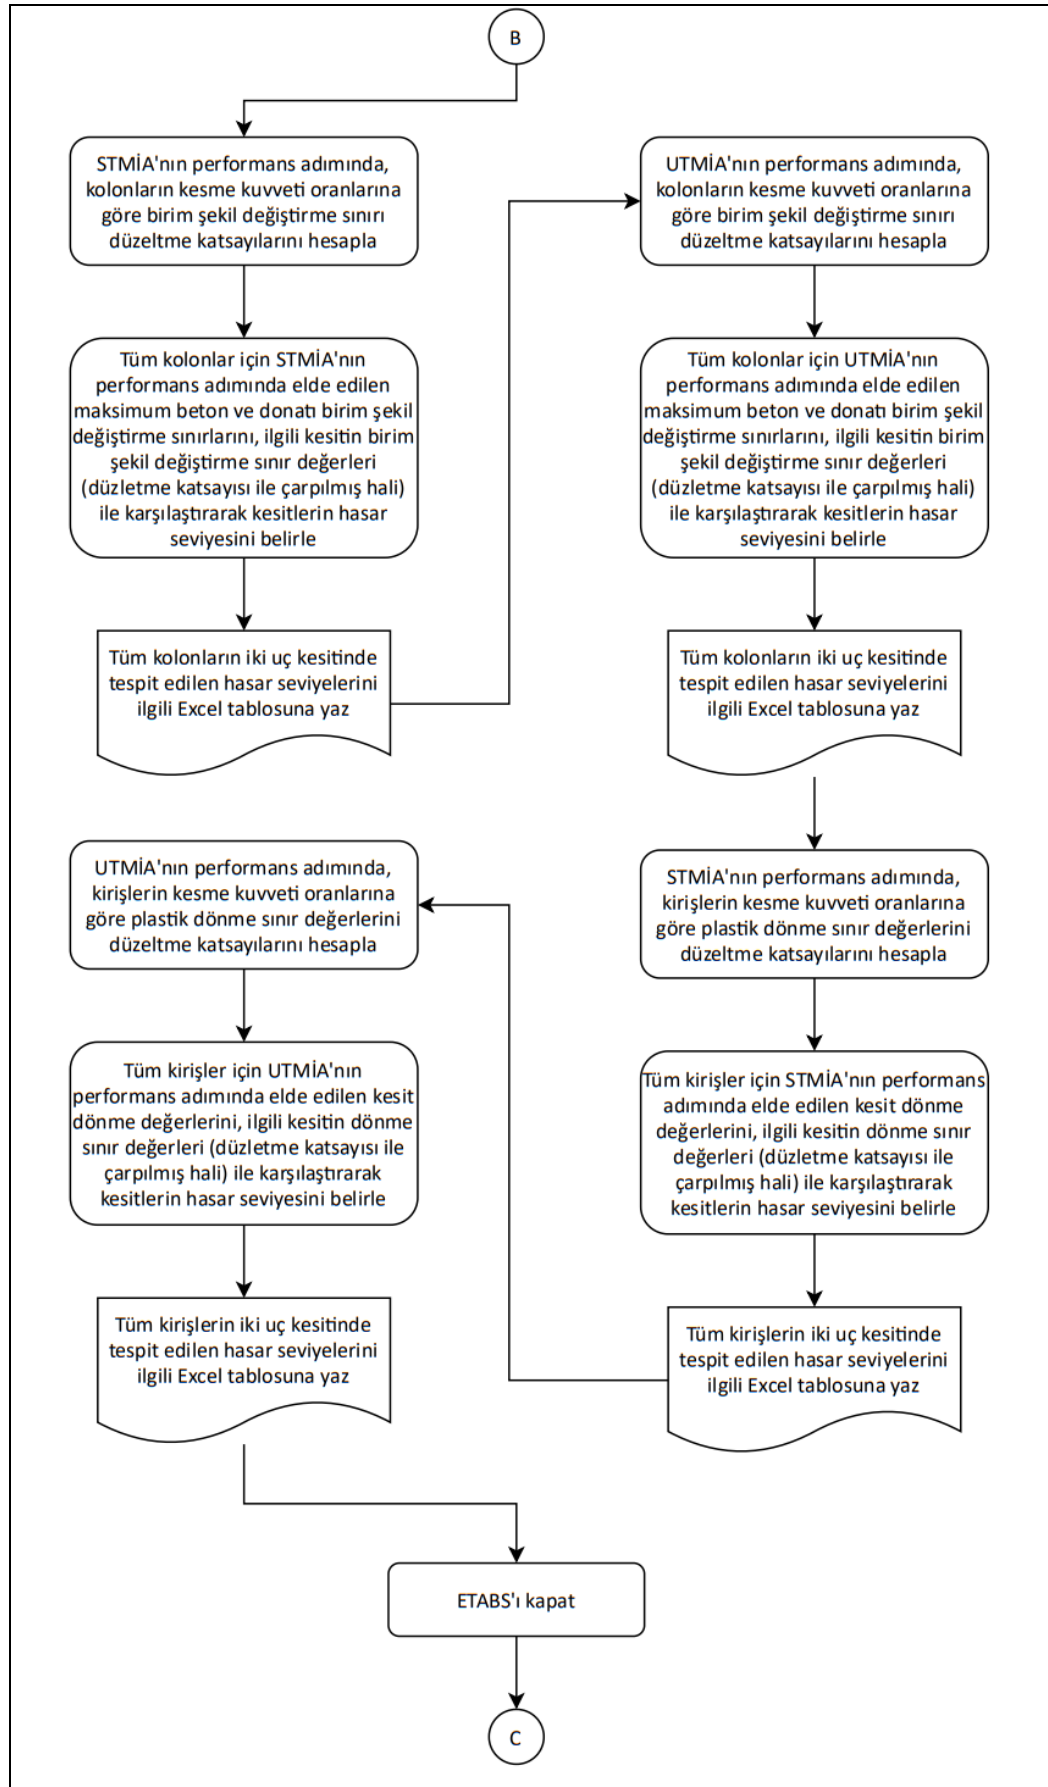 B
STMİA'nın performans adımında,
kolonların kesme kuvveti oranlarına
göre birim şekil değiştirme sınırı
düzeltme katsayılarını hesapla
Tüm kolonlar için STMİA'nın
performans adımında elde edilen
maksimum beton ve donatı birim şekil
değiştirme sınırlarını, ilgili kesitin birim
şekil değiştirme sınır değerleri
(düzletme katsayısı ile çarpılmış hali)
ile karşılaştırarak kesitlerin hasar
seviyesini belirle
Tüm kolonların iki uç kesitinde
tespit edilen hasar seviyelerini
ilgili Excel tablosuna yaz
UTMİA'nın performans adımında,
kolonların kesme kuvveti oranlarına
göre birim şekil değiştirme sınırı
düzeltme katsayılarını hesapla
Tüm kolonlar için UTMİA'nın
performans adımında elde edilen
maksimum beton ve donatı birim şekil
değiştirme sınırlarını, ilgili kesitin birim
şekil değiştirme sınır değerleri
(düzletme katsayısı ile çarpılmış hali)
ile karşılaştırarak kesitlerin hasar
seviyesini belirle
Tüm kolonların iki uç kesitinde
tespit edilen hasar seviyelerini
ilgili Excel tablosuna yaz
STMİA'nın performans adımında,
kirişlerin kesme kuvveti oranlarına
göre plastik dönme sınır değerlerini
düzeltme katsayılarını hesapla
Tüm kirişler için STMİA'nın performans
adımında elde edilen kesit dönme
değerlerini, ilgili kesitin dönme sınır
değerleri (düzletme katsayısı ile
çarpılmış hali) ile karşılaştırarak
kesitlerin hasar seviyesini belirle
Tüm kirişlerin iki uç kesitinde
tespit edilen hasar seviyelerini
ilgili Excel tablosuna yaz
UTMİA'nın performans adımında,
kirişlerin kesme kuvveti oranlarına
göre plastik dönme sınır değerlerini
düzeltme katsayılarını hesapla
Tüm kirişler için UTMİA'nın
performans adımında elde edilen kesit
dönme değerlerini, ilgili kesitin dönme
sınır değerleri (düzletme katsayısı ile
çarpılmış hali) ile karşılaştırarak
kesitlerin hasar seviyesini belirle
Tüm kirişlerin iki uç kesitinde
tespit edilen hasar seviyelerini
ilgili Excel tablosuna yaz
ETABS'ı kapat
C